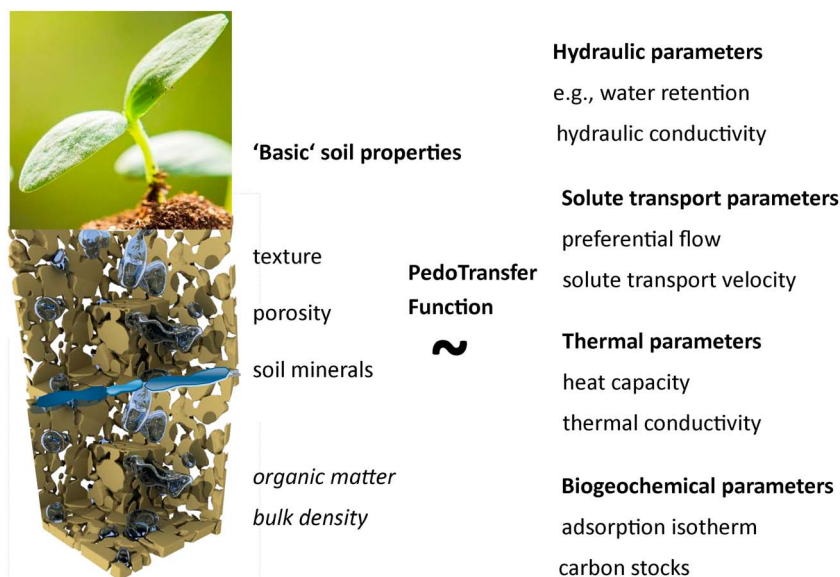 'Basic' soil properties
texture
porosity
soil minerals
organic matter
bulk density
PedoTransfer
Function
~
Hydraulic parameters
e.g., water retention
hydraulic conductivity
Solute transport parameters
preferential flow
solute transport velocity
Thermal parameters
heat capacity
thermal conductivity
Biogeochemical parameters
adsorption isotherm
carbon stocks